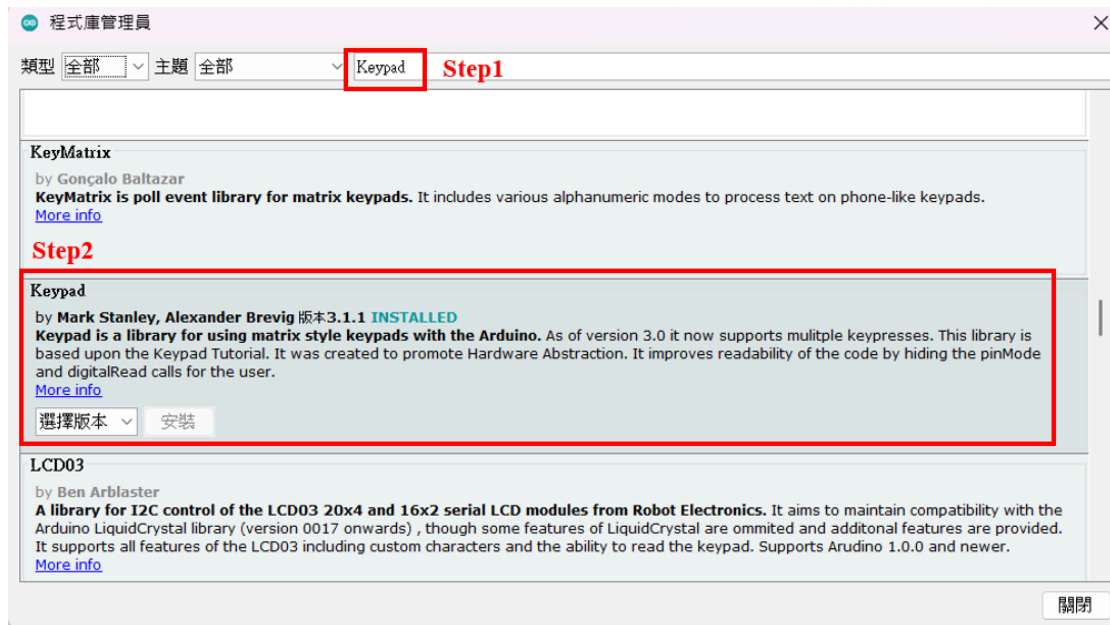 程式庫管理員
類型 全部 主題 全部 Keypad Step1
KeyMatrix
by Gonçalo Baltazar
KeyMatrix is poll event library for matrix keypads. It includes various alphanumeric modes to process text on phone-like keypads.
More info
Step2
Keypad
by Mark Stanley, Alexander Brevig 版本3.1.1 INSTALLED
Keypad is a library for using matrix style keypads with the Arduino. As of version 3.0 it now supports mulitple keypresses. This library is
based upon the Keypad Tutorial. It was created to promote Hardware Abstraction. It improves readability of the code by hiding the pinMode
and digitalRead calls for the user.
More info
選擇版本 安裝
LCD03
by Ben Arblaster
A library for I2C control of the LCD03 20x4 and 16x2 serial LCD modules from Robot Electronics. It aims to maintain compatibility with the
Arduino LiquidCrystal library (version 0017 onwards) , though some features of LiquidCrystal are ommited and additonal features are provided.
It supports all features of the LCD03 including custom characters and the ability to read the keypad. Supports Arudino 1.0.0 and newer.
More info
關閉